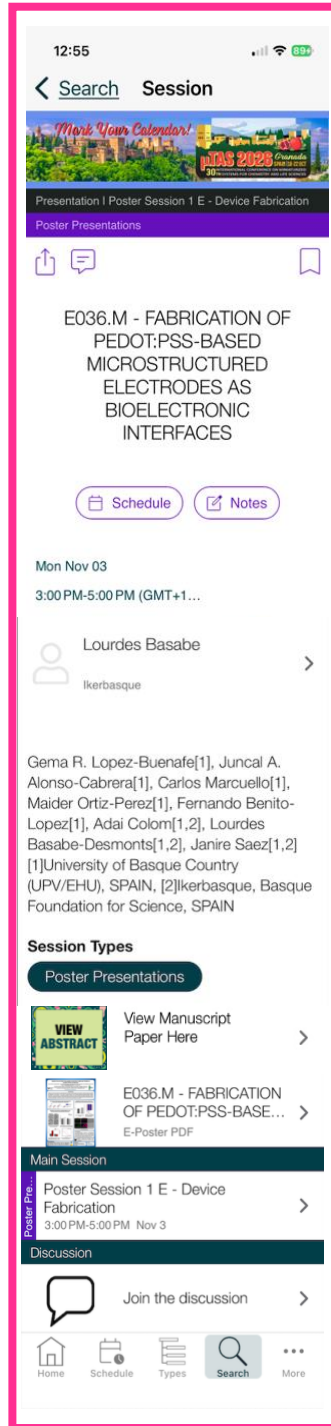 12:55
89
Search Session
Mark Your Calendar!
µTAS 2026 Granada
Presentation I Poster Session 1 E - Device Fabrication
Poster Presentations
E036.M - FABRICATION OF
PEDOT:PSS-BASED
MICROSTRUCTURED
ELECTRODES AS
BIOELECTRONIC
INTERFACES
Schedule Notes
Mon Nov 03
3:00 PM-5:00 PM (GMT+1...
Lourdes Basabe
Ikerbasque
Gema R. Lopez-Buenafe[1], Juncal A.
Alonso-Cabrera[1], Carlos Marcuello[1],
Maider Ortiz-Perez[1], Fernando Benito-
Lopez[1], Adai Colom[1,2], Lourdes
Basabe-Desmonts[1,2], Janire Saez[1,2]
[1]University of Basque Country
(UPV/EHU), SPAIN, [2]Ikerbasque, Basque
Foundation for Science, SPAIN
Session Types
Poster Presentations
VIEW
ABSTRACT
View Manuscript
Paper Here
E036.M - FABRICATION
OF PEDOT:PSS-BASE...
E-Poster PDF
Main Session
Poster Pre...
Poster Session 1 E - Device
Fabrication
3:00 PM-5:00 PM Nov 3
Discussion
Join the discussion
Home Schedule Types Search More